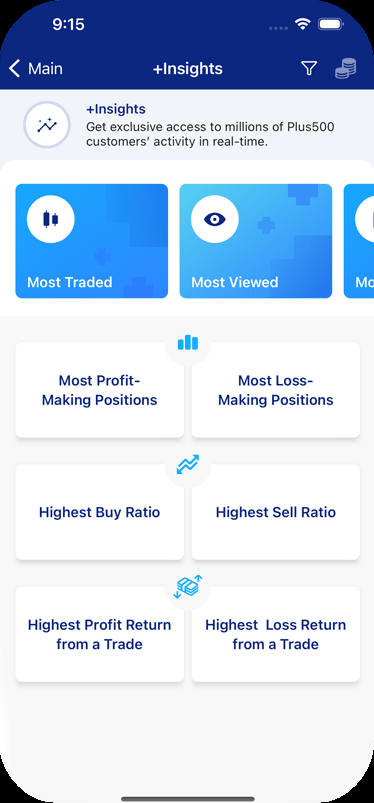 9:15
Main
+Insights
+Insights
Get exclusive access to millions of Plus500
customers' activity in real-time.
Most Traded
Most Viewed
Mo
Most Profit-
Making Positions
Most Loss-
Making Positions
Highest Buy Ratio
Highest Sell Ratio
Highest Profit Return
from a Trade
Highest Loss Return
from a Trade